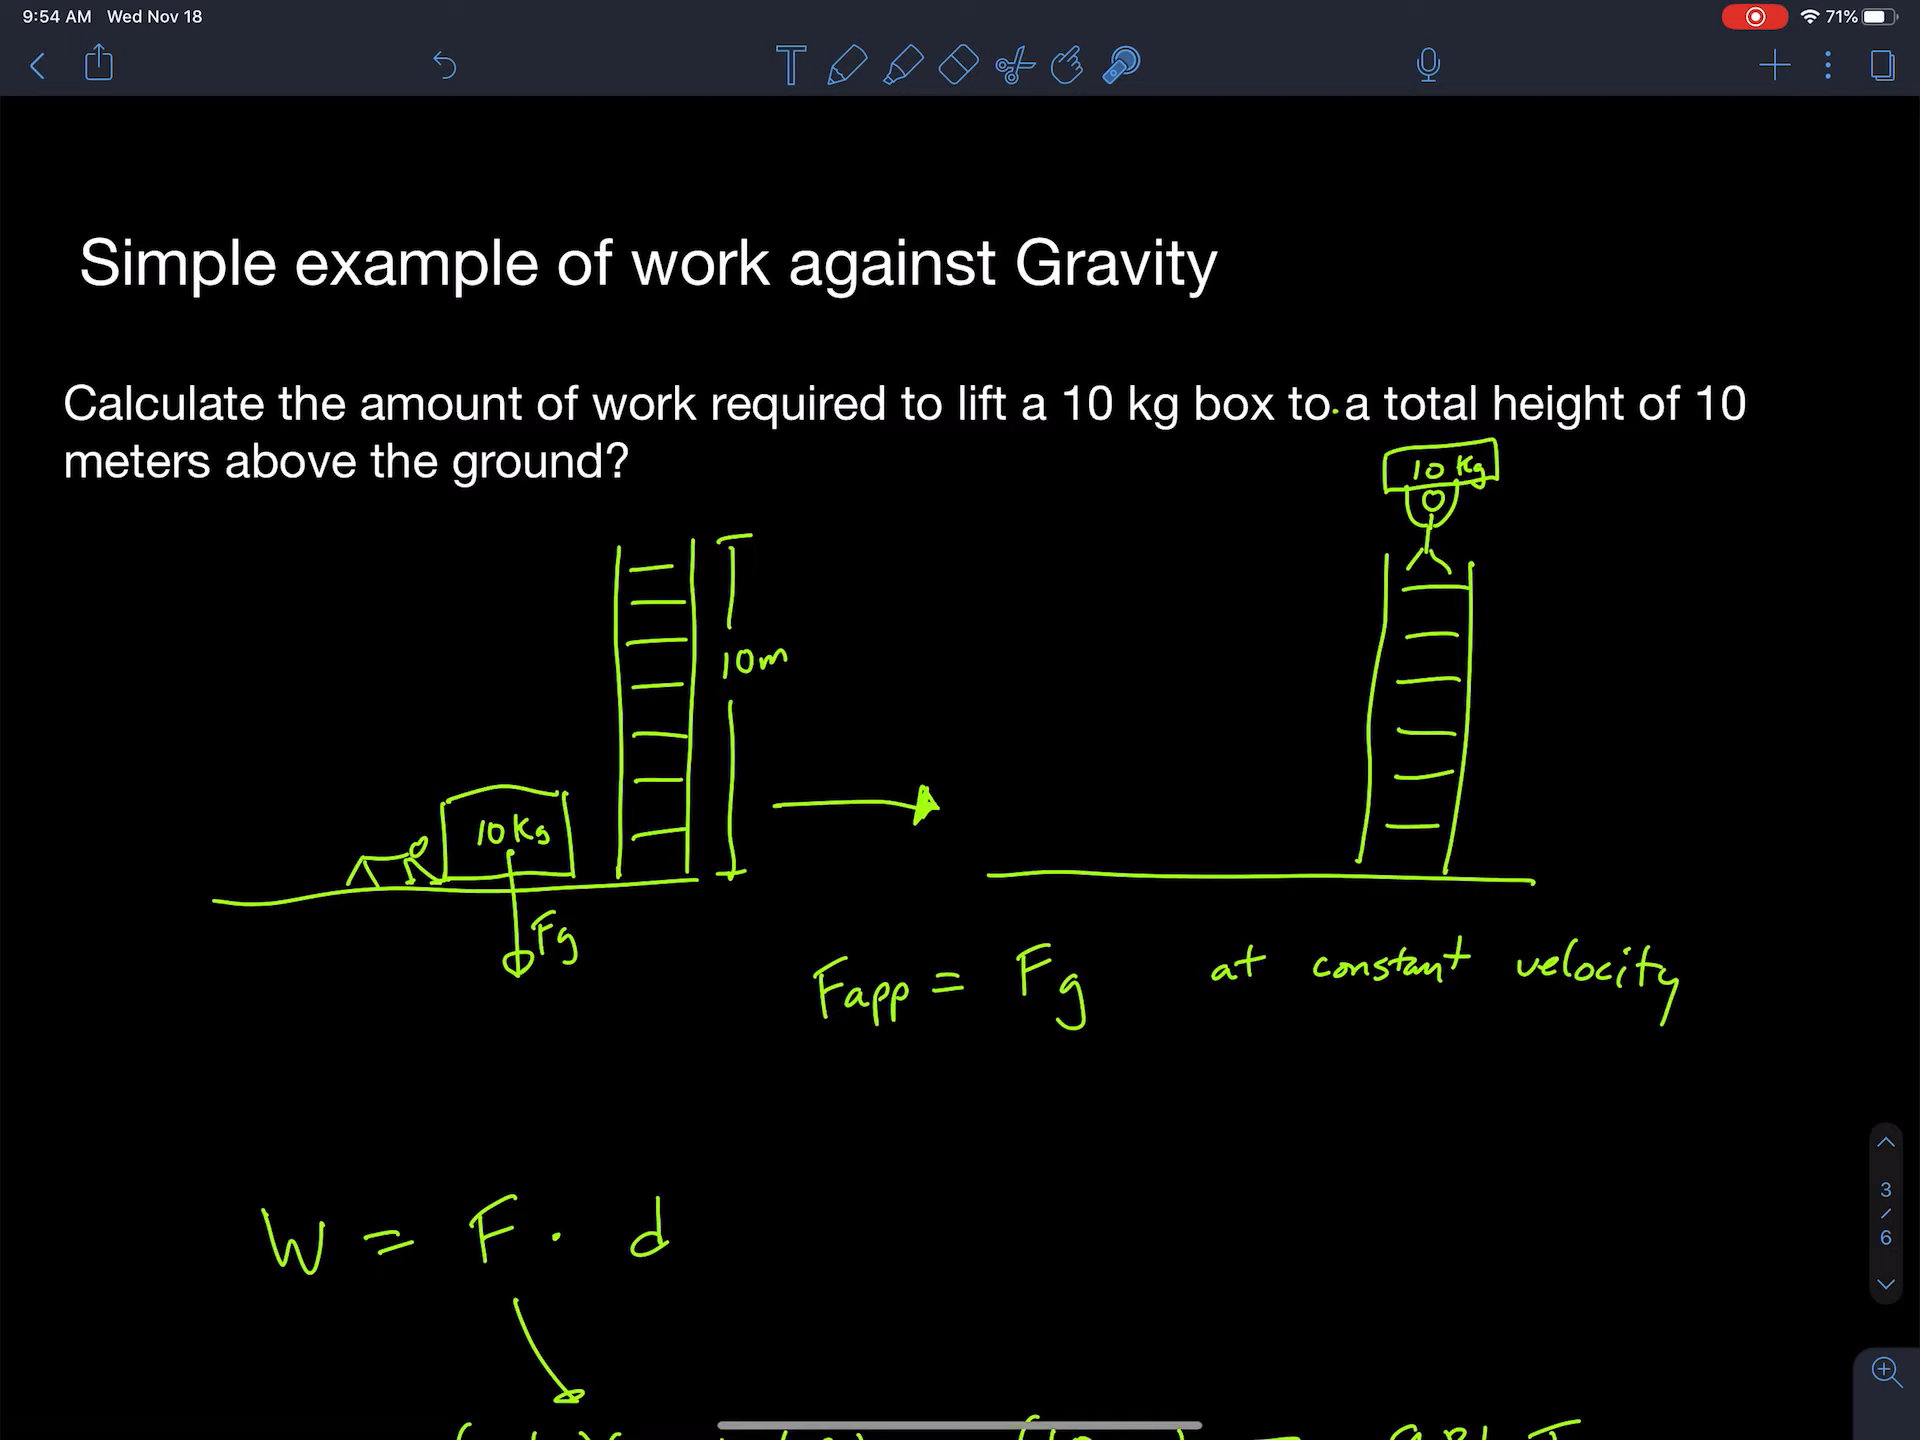 9:54 AM Wed Nov 18
71%
Simple example of work against Gravity
Calculate the amount of work required to lift a 10 kg box to a total height of 10
meters above the ground?
10 Kg
10m
10 Kg
Fg
Fapp = Fg at constant velocity
W = F · d
3
/
6